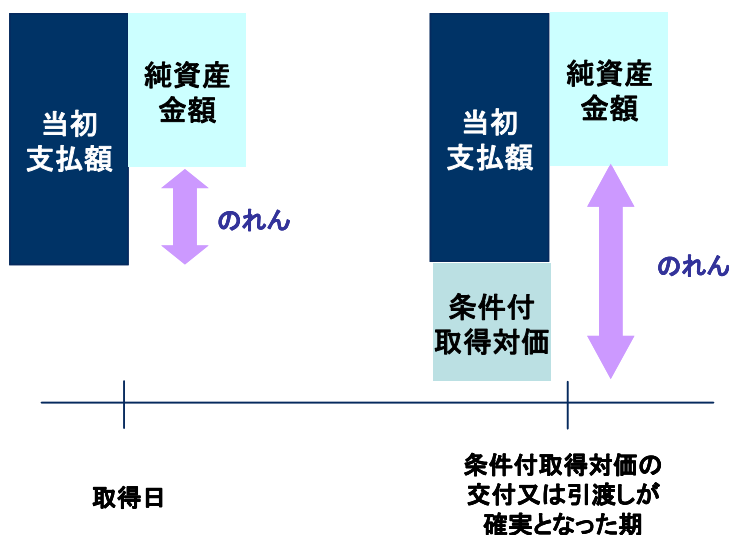 当初
支払額
純資産
金額
のれん
当初
支払額
純資産
金額
のれん
条件付
取得対価
取得日
条件付取得対価の
交付又は引渡しが
確実となった期